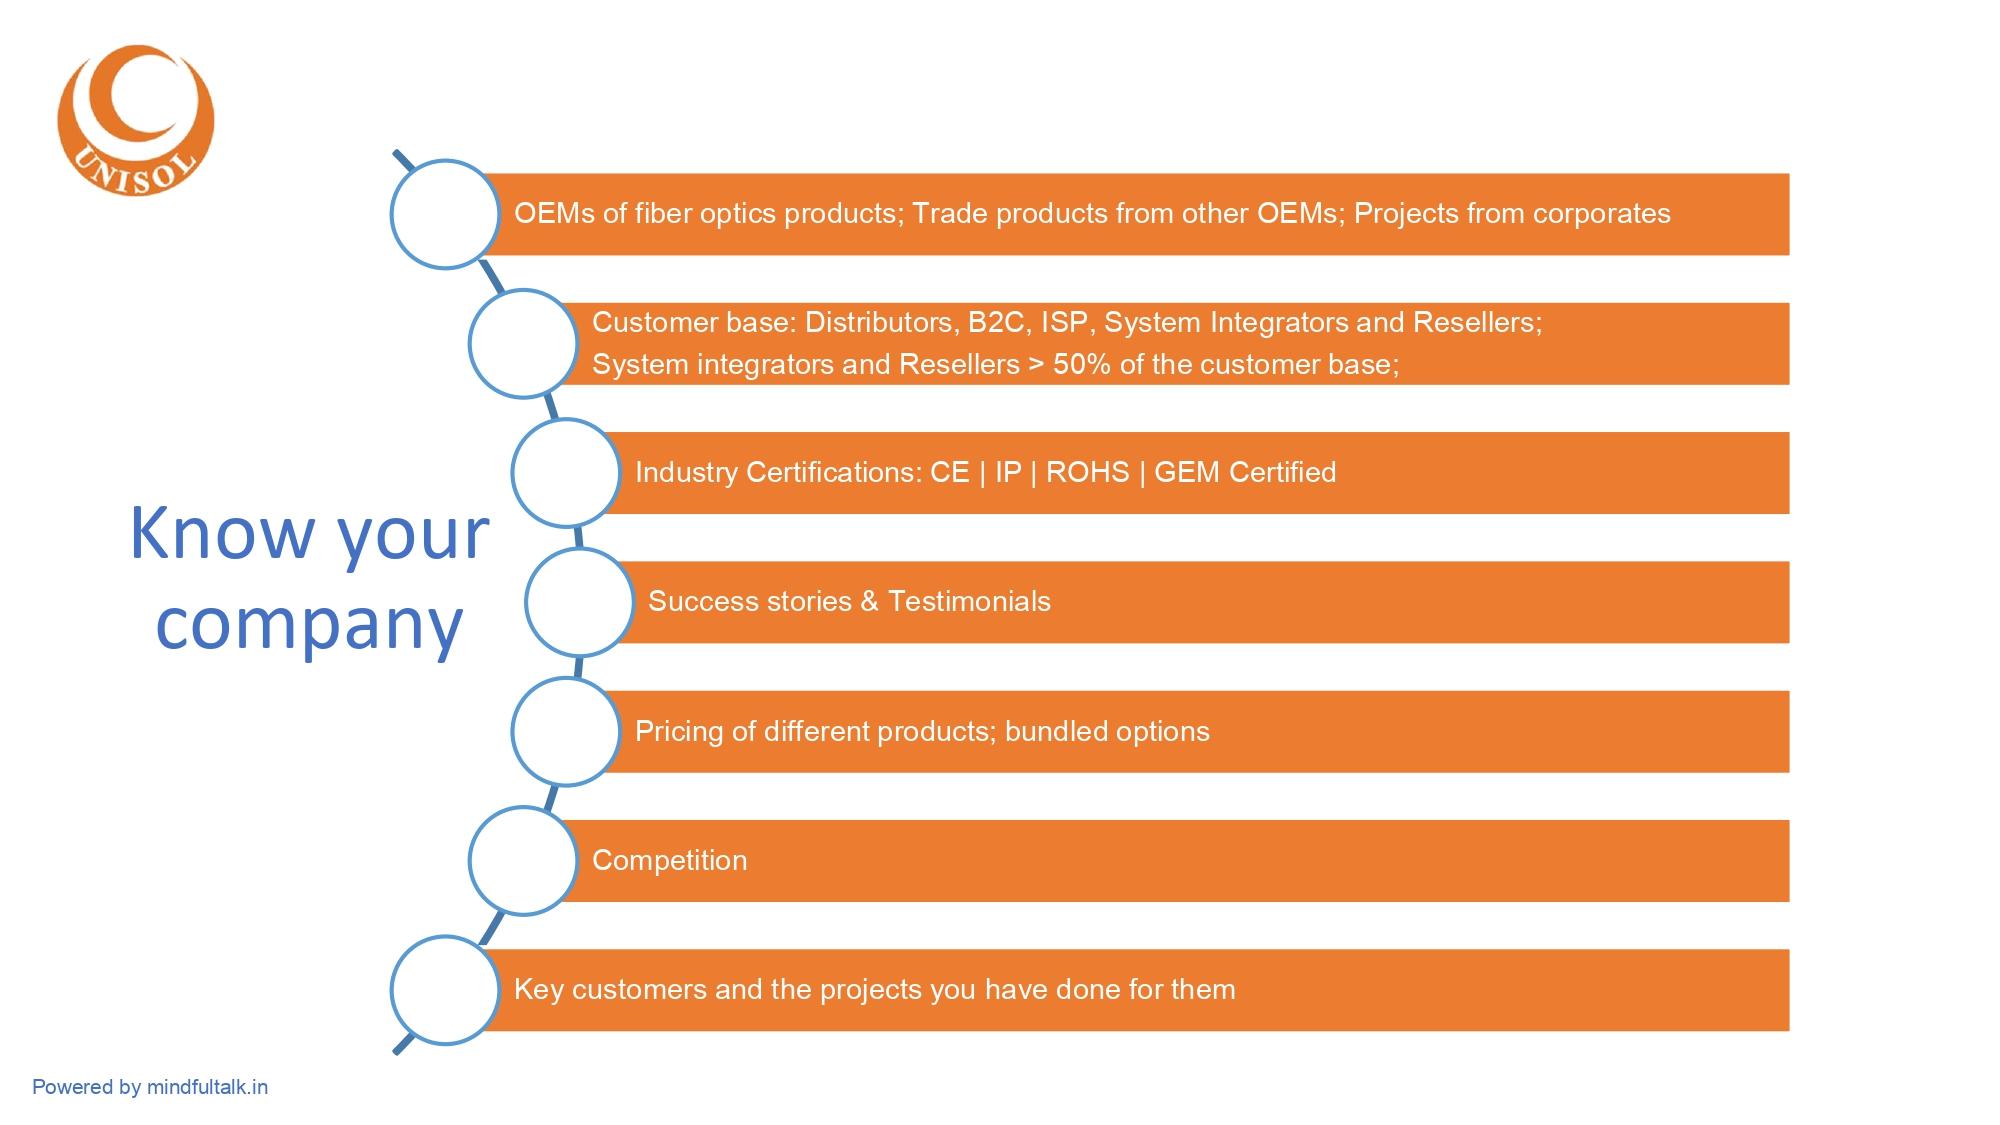 UNISOL
OEMs of fiber optics products; Trade products from other OEMs; Projects from corporates
Customer base: Distributors, B2C, ISP, System Integrators and Resellers;
System integrators and Resellers > 50% of the customer base;
Industry Certifications: CE | IP | ROHS | GEM Certified
Know your
company
Success stories & Testimonials
Pricing of different products; bundled options
Competition
Key customers and the projects you have done for them
Powered by mindfultalk.in